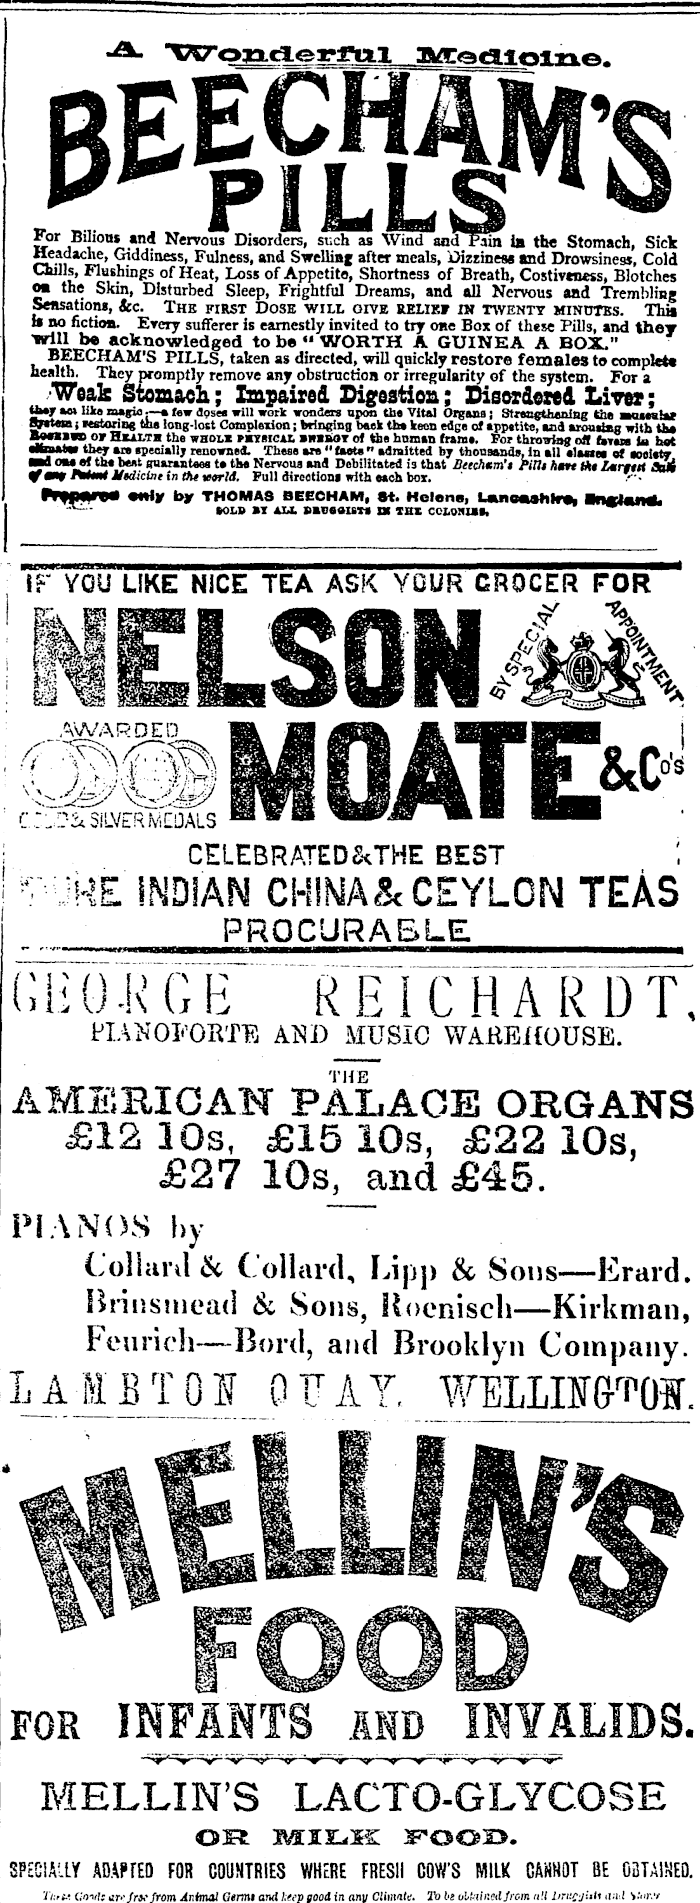 A Wonderful Medicine.
BEECHAM'S
PILLS
For Bilious and Nervous Disorders, such as Wind and Pain in the Stomach, Sick
Headache, Giddiness, Fulness, and Swelling after meals, Dizziness and Drowsiness, Cold
Chills, Flushings of Heat, Loss of Appetite, Shortness of Breath, Costiveness, Blotches
on the Skin, Disturbed Sleep, Frightful Dreams, and all Nervous and Trembling
Sensations, &c. THE FIRST DOSE WILL GIVE RELIEF IN TWENTY MINUTES. This
is no fiction. Every sufferer is earnestly invited to try one Box of these Pills, and they
will be acknowledged to be "WORTH A GUINEA A BOX."
BEECHAM'S PILLS, taken as directed, will quickly restore females to complete
health. They promptly remove any obstruction or irregularity of the system. For a
Weak Stomach; Impaired Digestion; Disordered Liver;
they act like magic;—a few doses will work wonders upon the Vital Organs; Strengthening the muscular
System; restoring the long-lost Complexion; bringing back the keen edge of appetite, and arousing with the
ROSEBUD OF HEALTH the WHOLE PHYSICAL ENERGY of the human frame. For throwing off fevers in hot
climates they are specially renowned. These are "facts" admitted by thousands, in all classes of society,
and one of the best guarantees to the Nervous and Debilitated is that Beecham's Pills have the Largest Sale
of any Patent Medicine in the world. Full directions with each box.
Prepared only by THOMAS BEECHAM, St. Helens, Lancashire, England.
SOLD BY ALL DRUGGISTS IN THE COLONIES.
IF YOU LIKE NICE TEA ASK YOUR GROCER FOR
NELSON
BY SPECIAL APPOINTMENT
AWARDED
GOLD & SILVER MEDALS
MOATE & Co's
CELEBRATED & THE BEST
PURE INDIAN CHINA & CEYLON TEAS
PROCURABLE
GEORGE REICHARDT,
PIANOFORTE AND MUSIC WAREHOUSE.
THE
AMERICAN PALACE ORGANS
£12 10s, £15 10s, £22 10s,
£27 10s, and £45.
PIANOS by
Collard & Collard, Lipp & Sons—Erard.
Brinsmead & Sons, Roenisch—Kirkman,
Feurich—Bord, and Brooklyn Company.
LAMBTON QUAY, WELLINGTON.
MELLIN'S
FOOD
FOR INFANTS AND INVALIDS.
MELLIN'S LACTO-GLYCOSE
OR MILK FOOD.
SPECIALLY ADAPTED FOR COUNTRIES WHERE FRESH COW'S MILK CANNOT BE OBTAINED.
These Goods are free from Animal Germs and keep good in any Climate. To be obtained from all Druggists and Stores